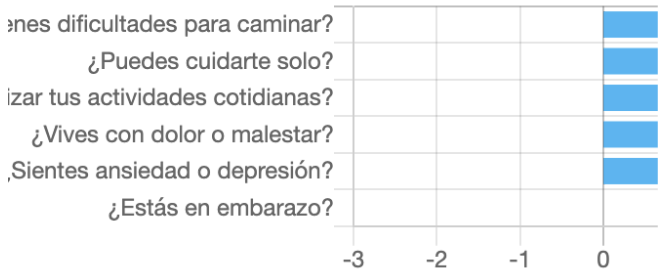 enes dificultades para caminar?
¿Puedes cuidarte solo?
izar tus actividades cotidianas?
¿Vives con dolor o malestar?
¿Sientes ansiedad o depresión?
¿Estás en embarazo?
-3 -2 -1 0